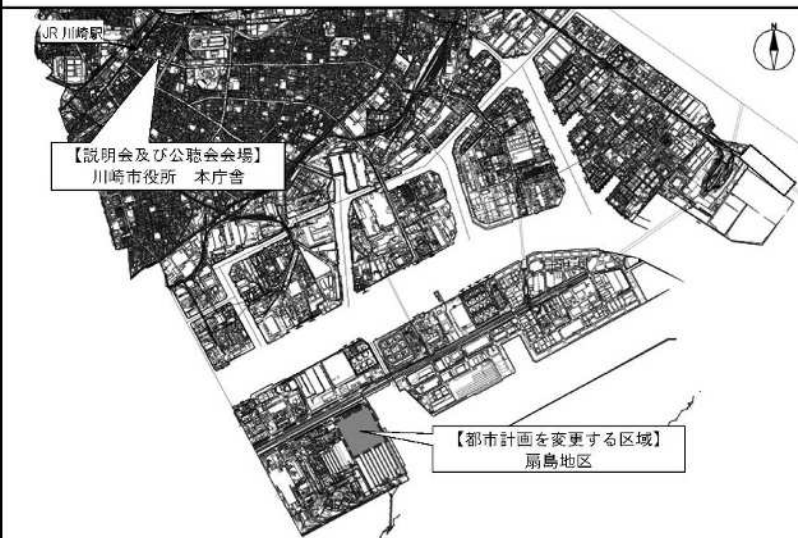 JR 川崎駅
N
【説明会及び公聴会会場】
川崎市役所　本庁舎
【都市計画を変更する区域】
扇島地区